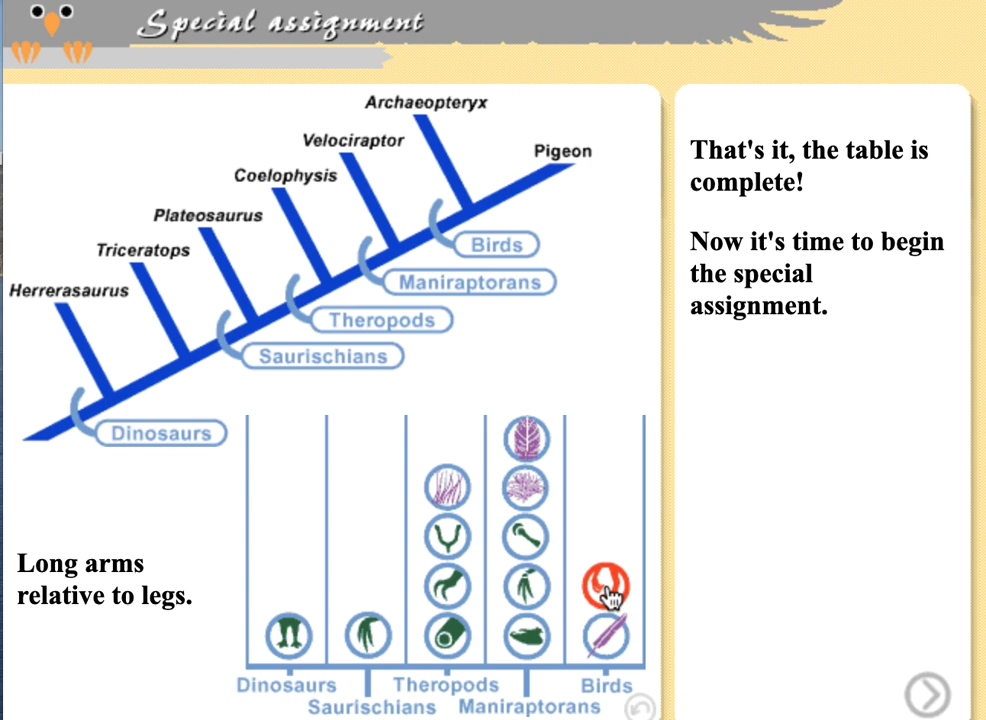 Special assignment
Archaeopteryx
Velociraptor
Pigeon
Coelophysis
Plateosaurus
Triceratops
Herrerasaurus
Birds
Maniraptorans
Theropods
Saurischians
Dinosaurs
Long arms
relative to legs.
Dinosaurs
Saurischians
Theropods
Maniraptorans
Birds
That's it, the table is
complete!
Now it's time to begin
the special
assignment.